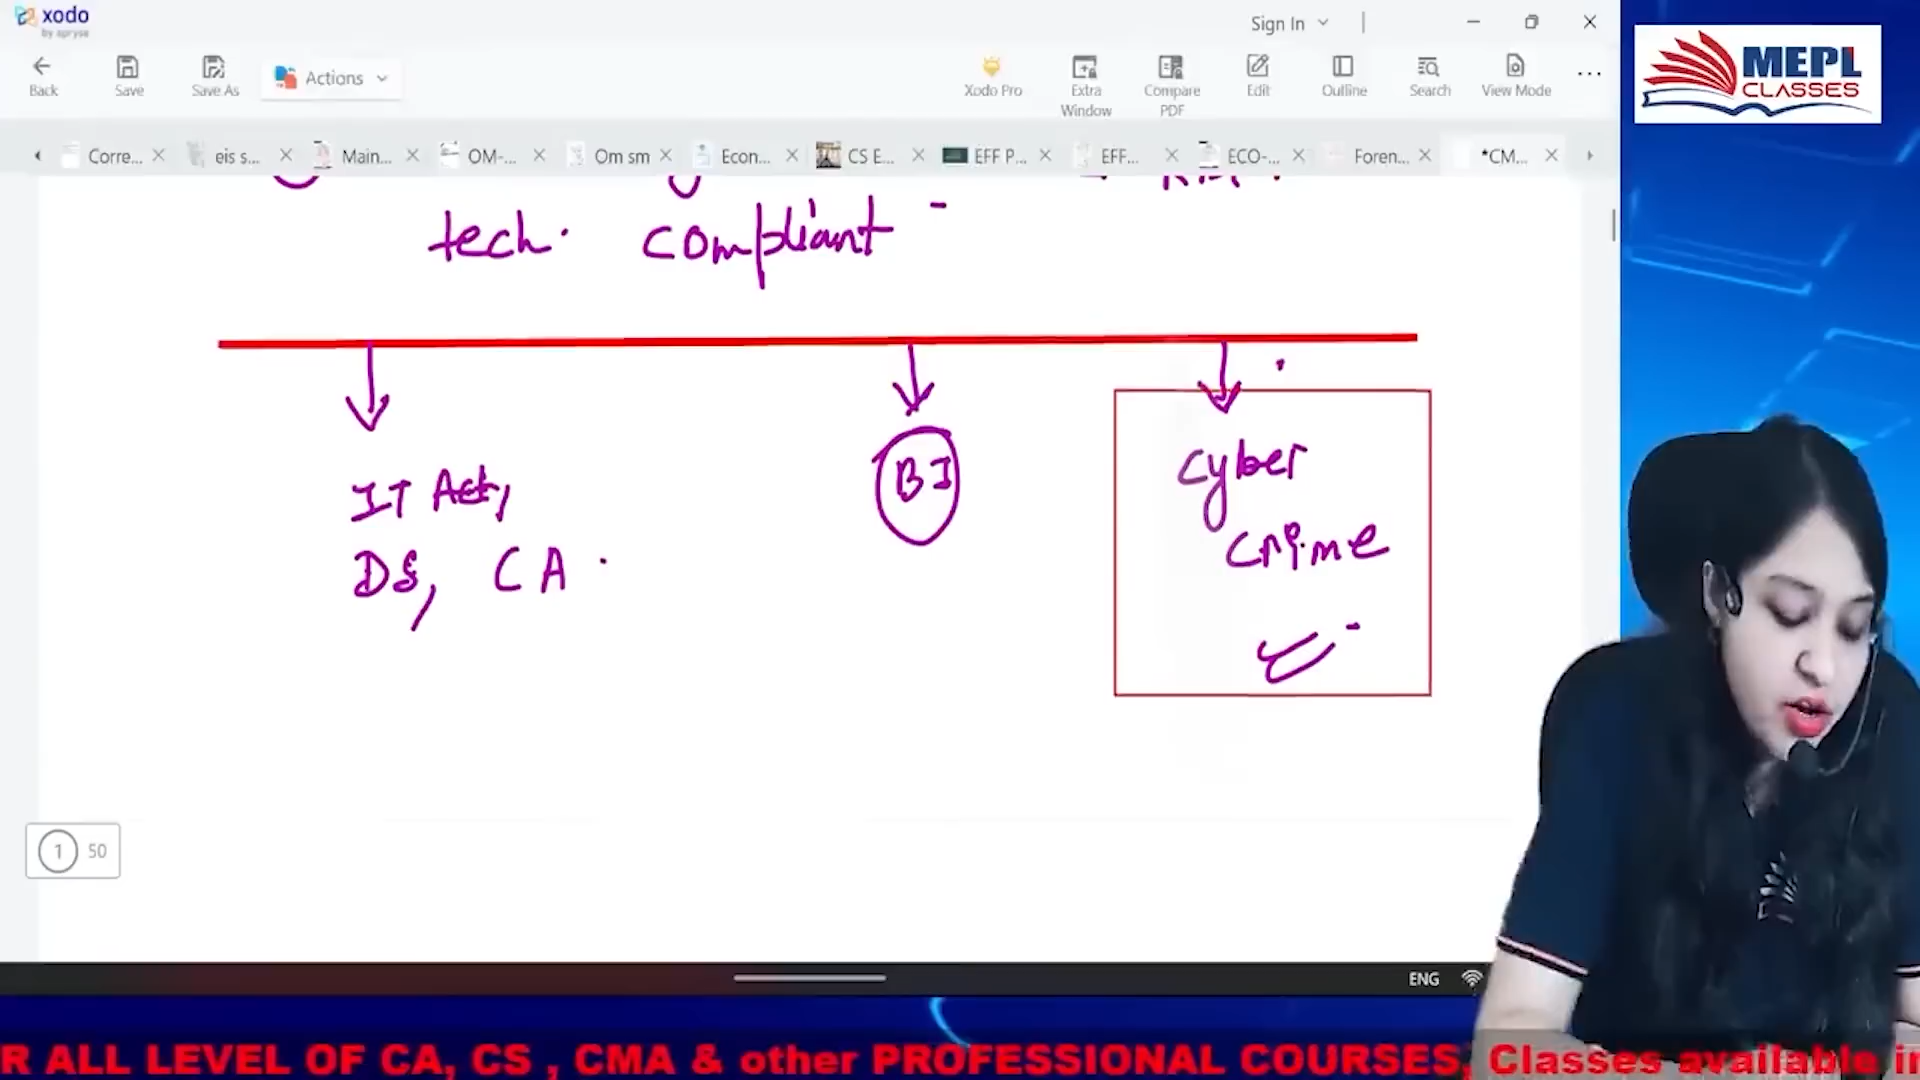 xodo
by apryse
Sign In
Back
Save
Save As
Actions
Xodo Pro
Extra Window
Compare PDF
Edit
Outline
Search
View Mode
Corre...
eis s...
Main...
OM-...
Om sm
Econ...
CS E...
EFF P...
EFF...
ECO-...
Foren...
*CM...
MEPL
CLASSES
tech. compliant
IT Act,
DS, CA
BI
Cyber
Crime
1 50
ENG
R ALL LEVEL OF CA, CS , CMA & other PROFESSIONAL COURSES, Classes available in